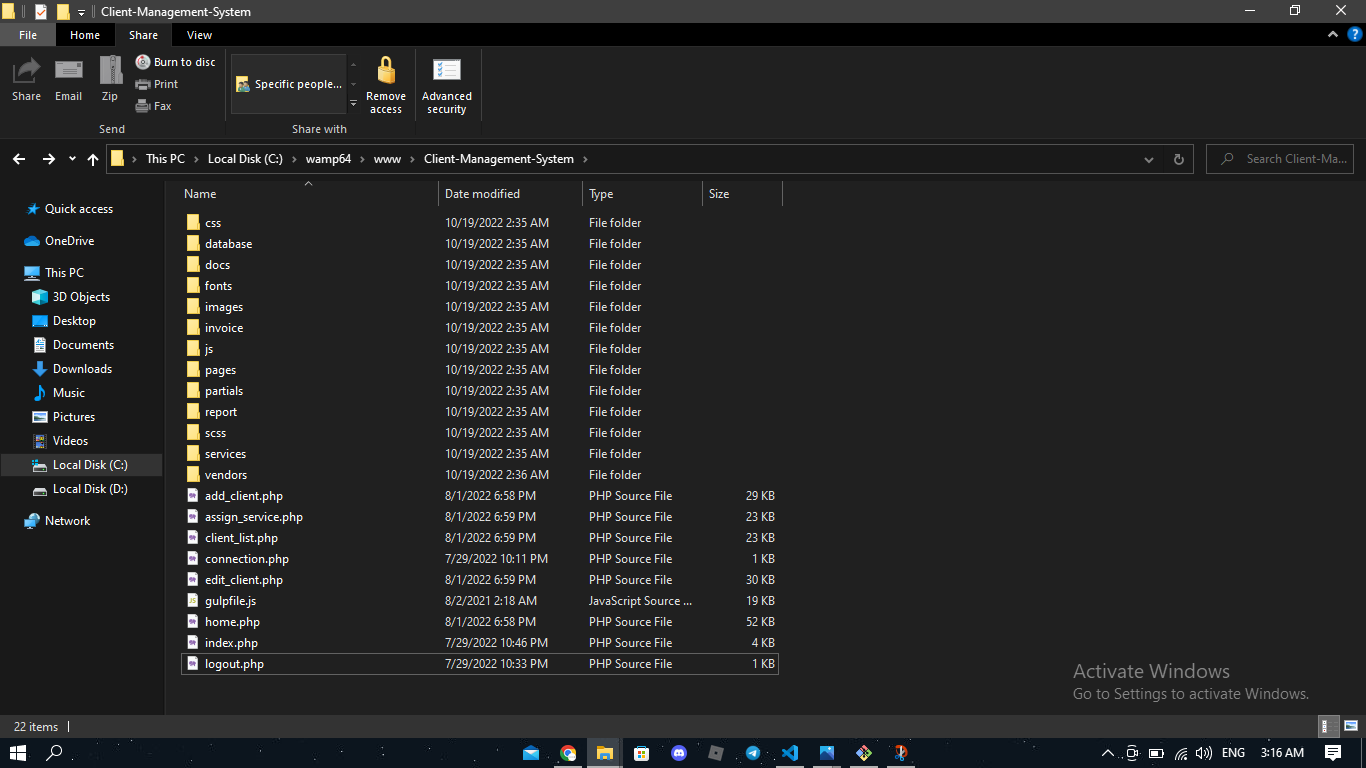 Client-Management-System
File Home Share View
Share Email Zip Burn to disc Print Fax Specific people... Remove access Advanced security
Send Share with
This PC Local Disk (C:) wamp64 www Client-Management-System Search Client-Ma...
Quick access
OneDrive
This PC
3D Objects
Desktop
Documents
Downloads
Music
Pictures
Videos
Local Disk (C:)
Local Disk (D:)
Network
Name Date modified Type Size
css 10/19/2022 2:35 AM File folder
database 10/19/2022 2:35 AM File folder
docs 10/19/2022 2:35 AM File folder
fonts 10/19/2022 2:35 AM File folder
images 10/19/2022 2:35 AM File folder
invoice 10/19/2022 2:35 AM File folder
js 10/19/2022 2:35 AM File folder
pages 10/19/2022 2:35 AM File folder
partials 10/19/2022 2:35 AM File folder
report 10/19/2022 2:35 AM File folder
scss 10/19/2022 2:35 AM File folder
services 10/19/2022 2:35 AM File folder
vendors 10/19/2022 2:36 AM File folder
add_client.php 8/1/2022 6:58 PM PHP Source File 29 KB
assign_service.php 8/1/2022 6:59 PM PHP Source File 23 KB
client_list.php 8/1/2022 6:59 PM PHP Source File 23 KB
connection.php 7/29/2022 10:11 PM PHP Source File 1 KB
edit_client.php 8/1/2022 6:59 PM PHP Source File 30 KB
gulpfile.js 8/2/2021 2:18 AM JavaScript Source ... 19 KB
home.php 8/1/2022 6:58 PM PHP Source File 52 KB
index.php 7/29/2022 10:46 PM PHP Source File 4 KB
logout.php 7/29/2022 10:33 PM PHP Source File 1 KB
Activate Windows
Go to Settings to activate Windows.
22 items
ENG 3:16 AM